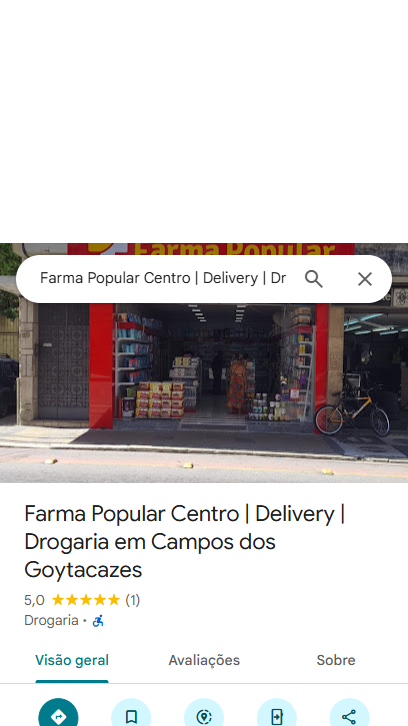 Farma Popular
Farma Popular Centro | Delivery | Dr
Farma Popular Centro | Delivery |
Drogaria em Campos dos
Goytacazes
5,0 (1)
Drogaria ·
Visão geral Avaliações Sobre